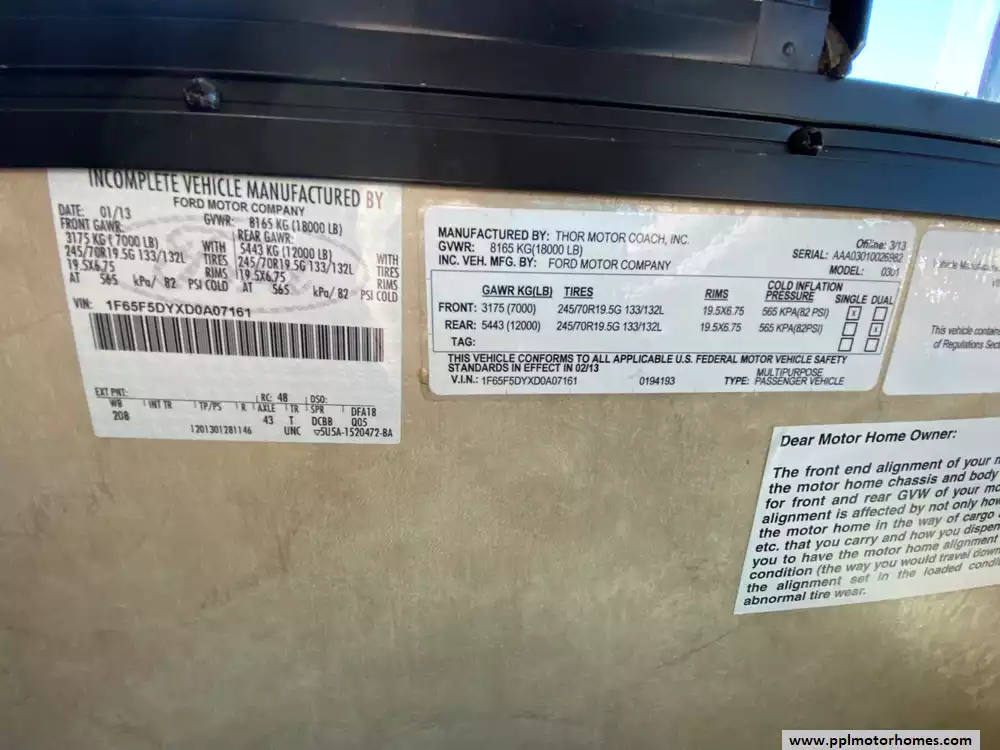 INCOMPLETE VEHICLE MANUFACTURED BY
FORD MOTOR COMPANY
DATE: 01/13 GVWR: 8165 KG (18000 LB)
FRONT GAWR: REAR GAWR:
3175 KG (7000 LB) WITH 5443 KG (12000 LB) WITH
245/70R19.5G 133/132L TIRES 245/70R19.5G 133/132L TIRES
19.5X6.75 RIMS 19.5X6.75 RIMS
AT 565 kPa/ 82 PSI COLD AT 565 kPa/ 82 PSI COLD
VIN: 1F65F5DYXD0A07161
EXT PNT: RC: 48 DSO:
WB INT TR TP/PS R AXLE TR SPR DFA18
208 43 T DCBB Q05
1201301281146 UNC 5U5A-1520472-BA
MANUFACTURED BY: THOR MOTOR COACH, INC. Offline: 3/13
GVWR: 8165 KG(18000 LB) SERIAL: AAA03010026982
INC. VEH. MFG. BY: FORD MOTOR COMPANY MODEL:
GAWR KG(LB) TIRES RIMS COLD INFLATION PRESSURE SINGLE DUAL
FRONT: 3175 (7000) 245/70R19.5G 133/132L 19.5X6.75 565 KPA(82 PSI) X
REAR: 5443 (12000) 245/70R19.5G 133/132L 19.5X6.75 565 KPA(82PSI) X
TAG:
THIS VEHICLE CONFORMS TO ALL APPLICABLE U.S. FEDERAL MOTOR VEHICLE SAFETY
STANDARDS IN EFFECT IN 02/13
V.I.N.: 1F65F5DYXD0A07161 0194193 TYPE: MULTIPURPOSE PASSENGER VEHICLE
Vehicle
This vehicle contains
of Regulations
Dear Motor Home Owner:
The front end alignment of your
the motor home chassis and body
for front and rear GVW of your
alignment is affected by not only how
the motor home in the way of cargo
etc. that you carry and how you
you to have the motor home alignment
condition (the way you would travel down
the alignment set in the loaded
abnormal tire wear.
www.pplmotorhomes.com